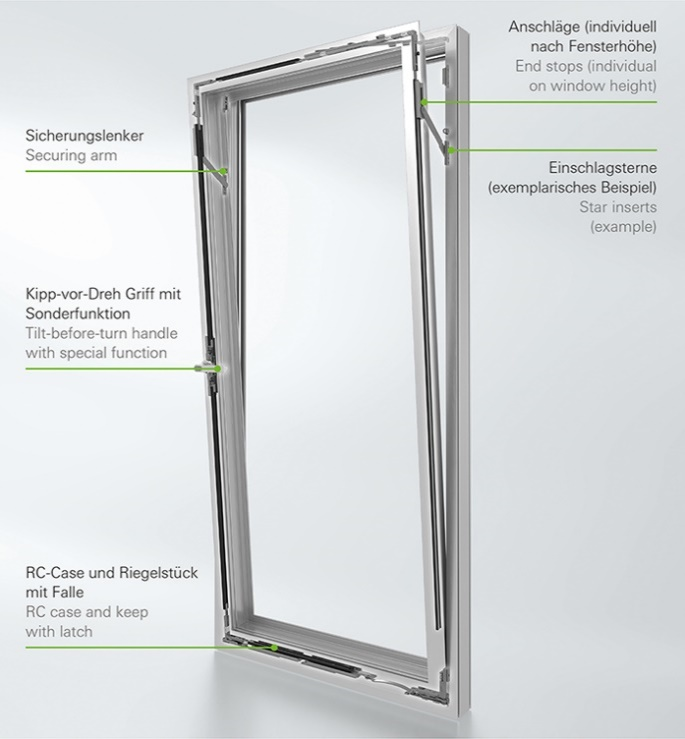 Anschläge (individuell
nach Fensterhöhe)
End stops (individual
on window height)
Sicherungslenker
Securing arm
Einschlagsterne
(exemplarisches Beispiel)
Star inserts
(example)
Kipp-vor-Dreh Griff mit
Sonderfunktion
Tilt-before-turn handle
with special function
RC-Case und Riegelstück
mit Falle
RC case and keep
with latch